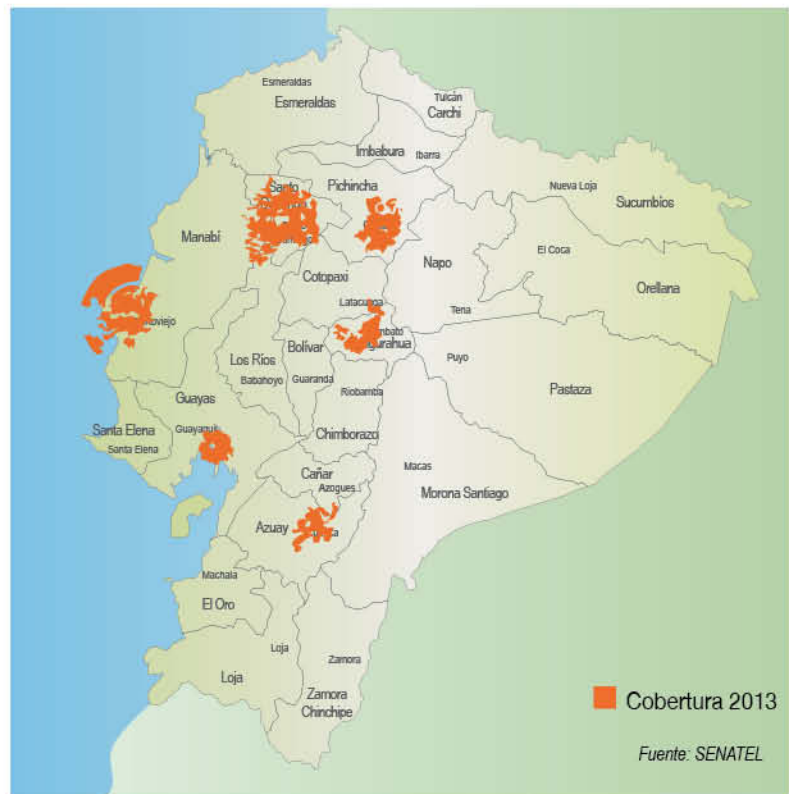 Esmeraldas
Esmeraldas
Tulcán
Carchi
Imbabura
Ibarra
Santo
Pichincha
Nueva Loja
Sucumbios
Manabí
El Coca
Napo
Cotopaxi
Orellana
Latacunga
Tena
Bolívar
Los Ríos
Puyo
Babahoyo
Guaranda
Riobamba
Pastaza
Guayas
Santa Elena
Guayaquil
Santa Elena
Chimborazo
Macas
Cañar
Azogues
Morona Santiago
Azuay
Machala
El Oro
Loja
Loja
Zamora
Zamora
Chinchipe
Cobertura 2013
Fuente: SENATEL